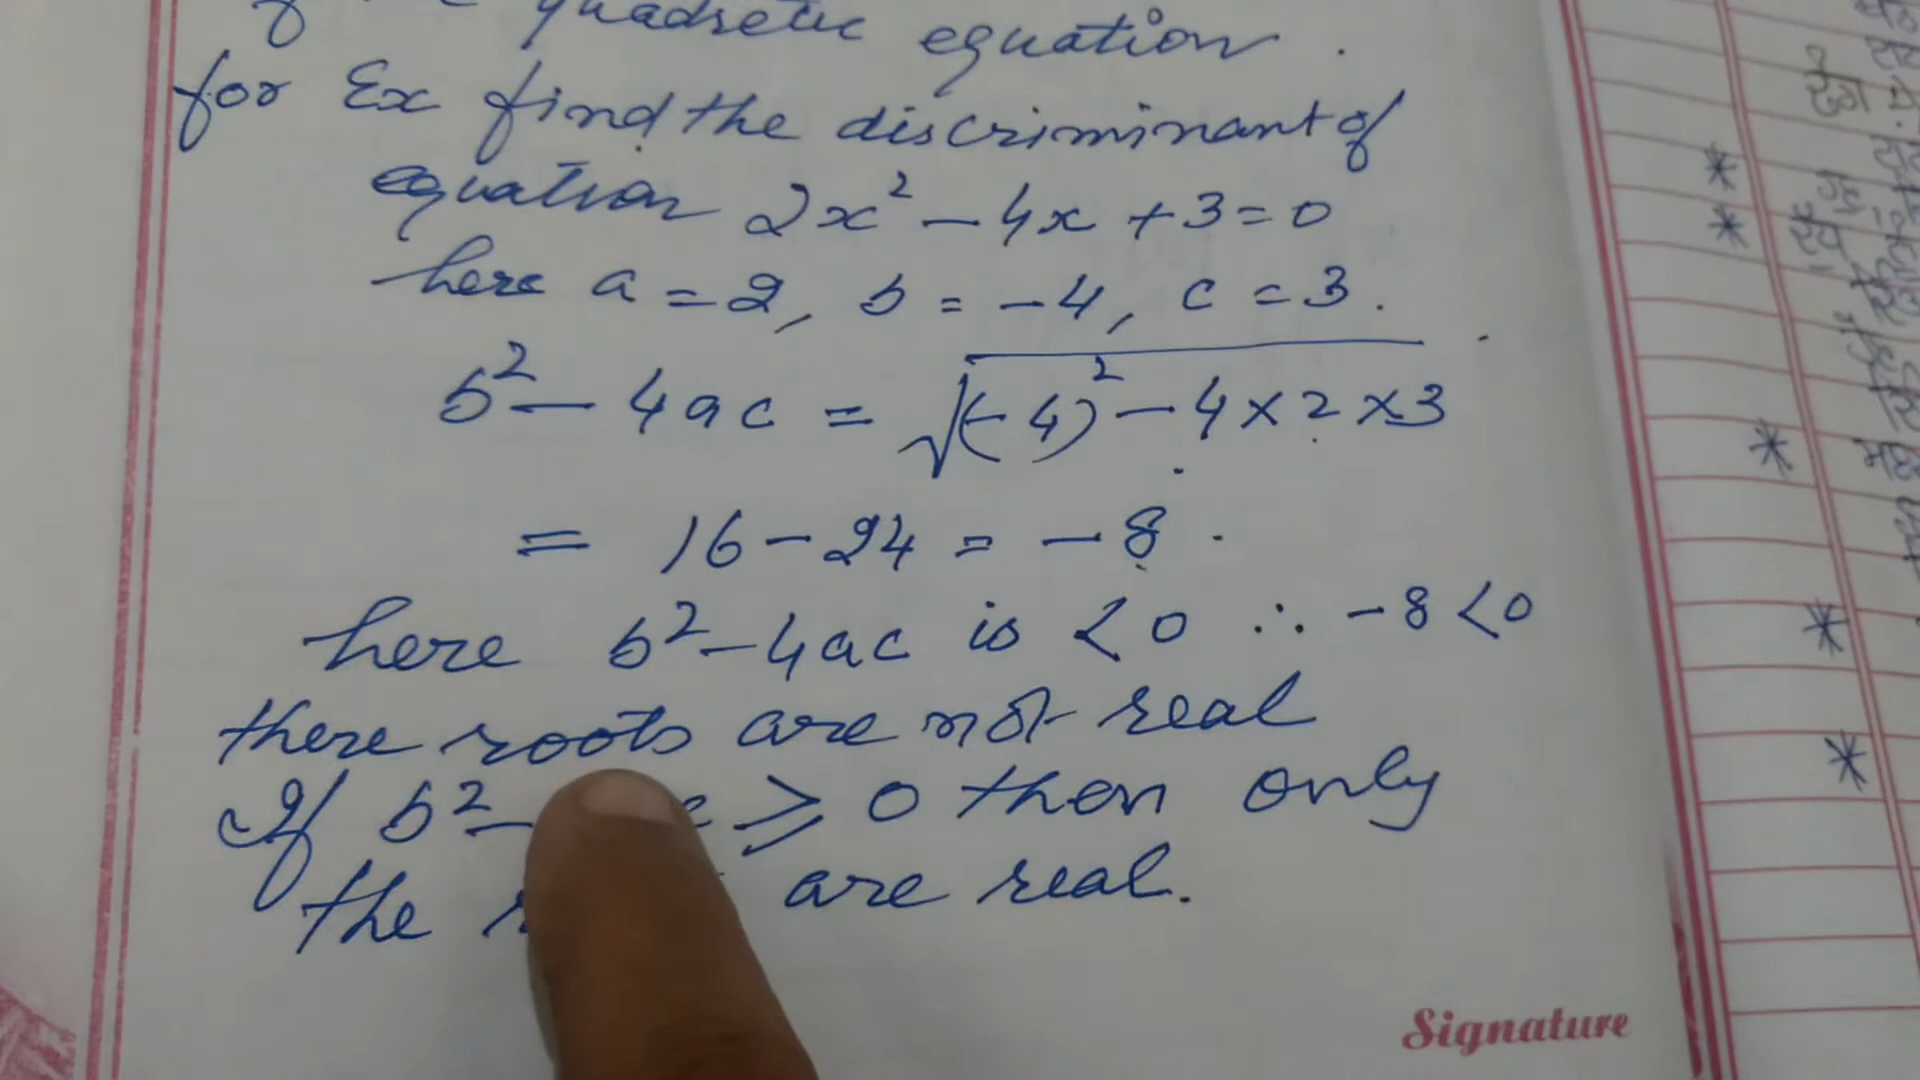 quadretic equation.
for Ex find the discriminant of
equation 2x² - 4x + 3 = 0
here a = 2, b = -4, c = 3.
b² - 4ac = √(-4)² - 4 × 2 × 3
= 16 - 24 = -8.
here b² - 4ac is < 0 ∴ -8 < 0
there roots are not real
If b² - ≥ 0 then only
the are real.
Signature